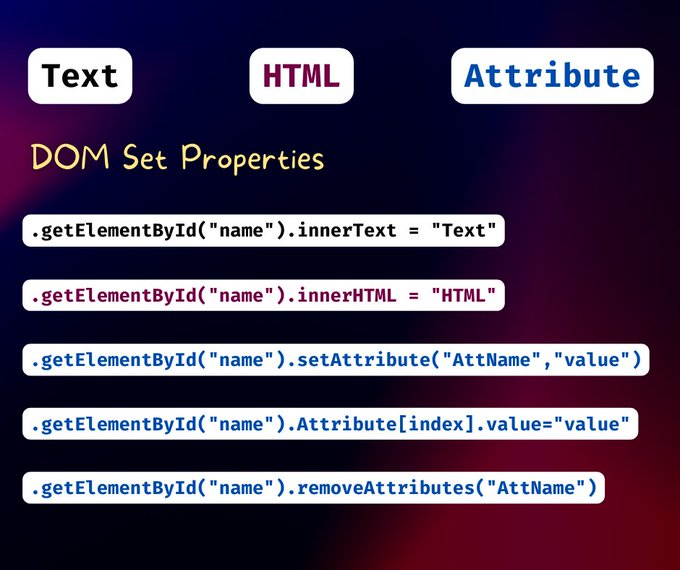 Text HTML Attribute
DOM Set Properties
.getElementById("name").innerText = "Text"
.getElementById("name").innerHTML = "HTML"
.getElementById("name").setAttribute("AttName","value")
.getElementById("name").Attribute[index].value="value"
.getElementById("name").removeAttributes("AttName")